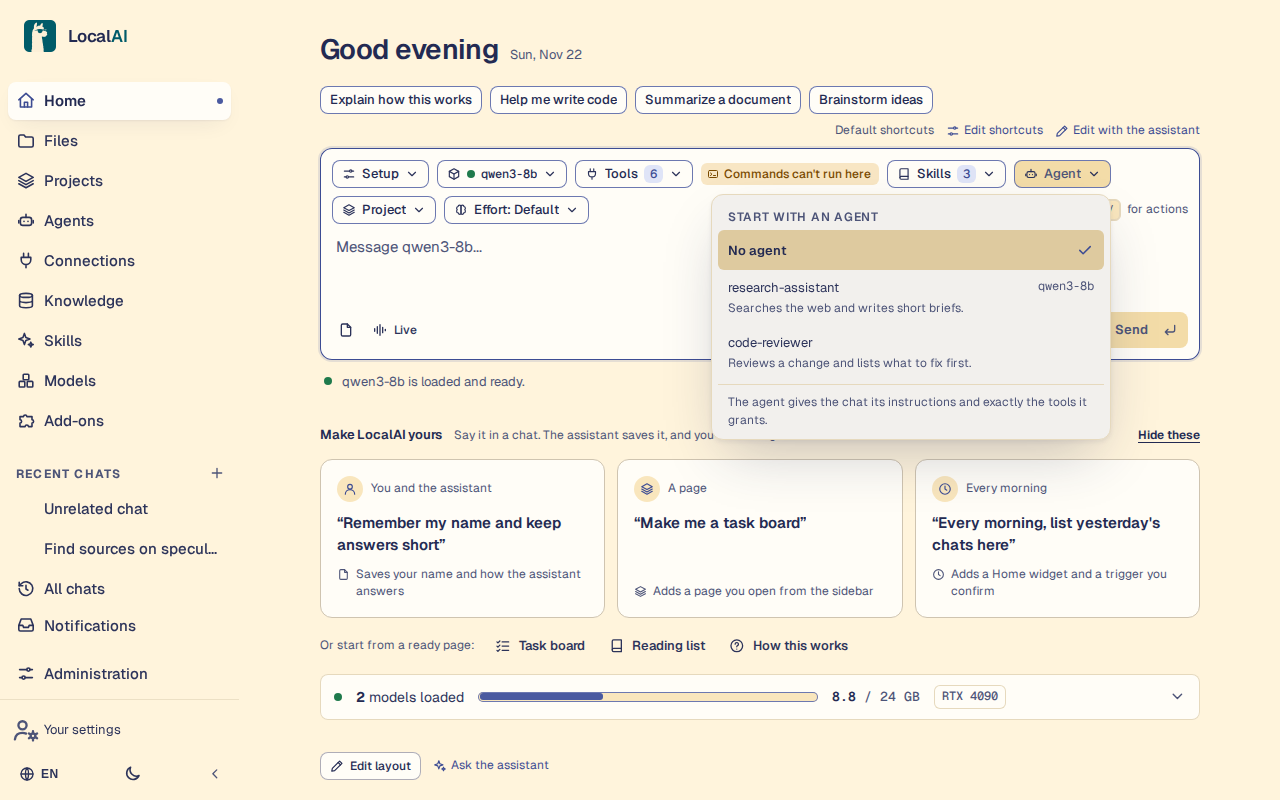 LocalAI
Home
Files
Projects
Agents
Connections
Knowledge
Skills
Models
Add-ons
RECENT CHATS
Unrelated chat
Find sources on specul...
All chats
Notifications
Administration
Your settings
EN
Good evening Sun, Nov 22
Explain how this works Help me write code Summarize a document Brainstorm ideas
Default shortcuts Edit shortcuts Edit with the assistant
Setup qwen3-8b Tools 6 Commands can't run here Skills 3 Agent
Project Effort: Default for actions
Message qwen3-8b...
Live Send
START WITH AN AGENT
No agent
research-assistant qwen3-8b
Searches the web and writes short briefs.
code-reviewer
Reviews a change and lists what to fix first.
The agent gives the chat its instructions and exactly the tools it
grants.
qwen3-8b is loaded and ready.
Make LocalAI yours Say it in a chat. The assistant saves it, and you Hide these
You and the assistant
“Remember my name and keep
answers short”
Saves your name and how the assistant
answers
A page
“Make me a task board”
Adds a page you open from the sidebar
Every morning
“Every morning, list yesterday's
chats here”
Adds a Home widget and a trigger you
confirm
Or start from a ready page: Task board Reading list How this works
2 models loaded 8.8 / 24 GB RTX 4090
Edit layout Ask the assistant